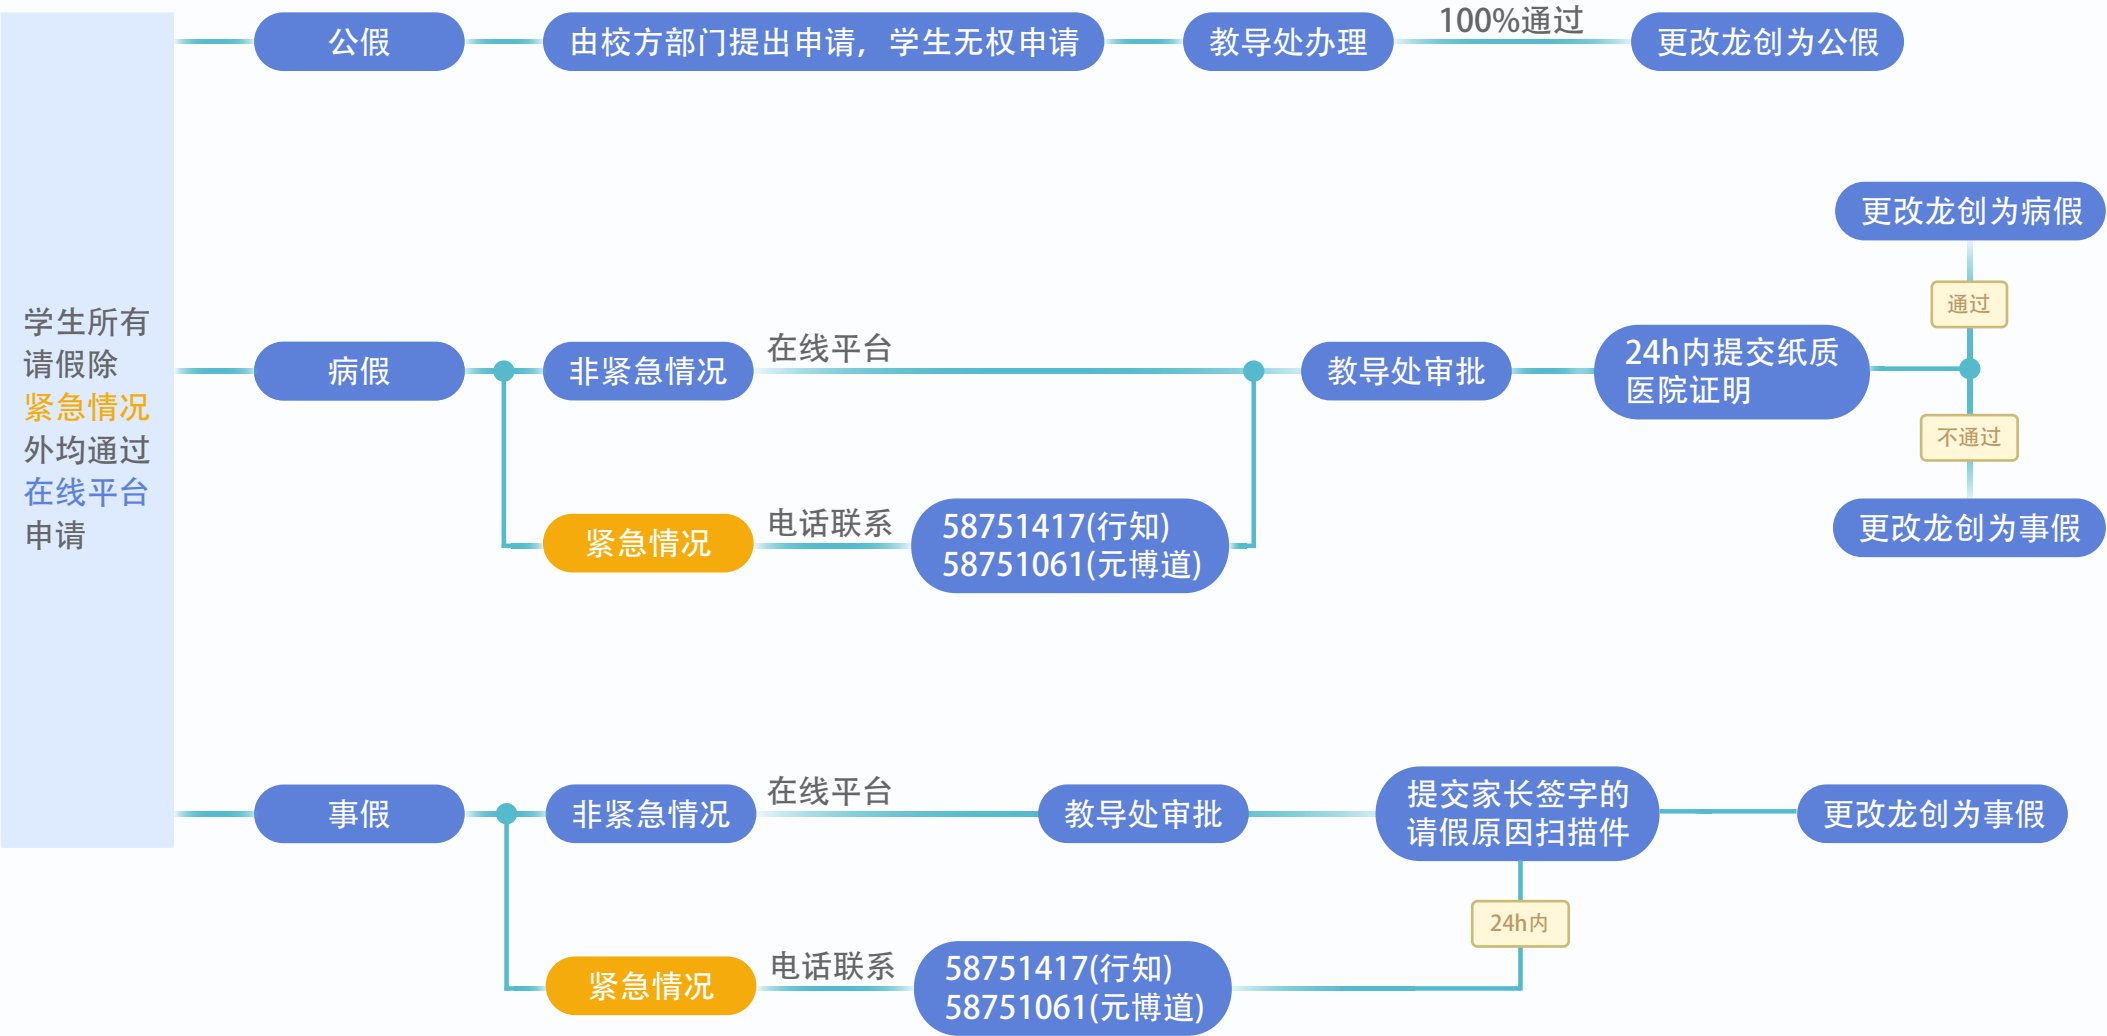 学生所有
请假除
紧急情况
外均通过
在线平台
申请
公假
由校方部门提出申请，学生无权申请
教导处办理
100%通过
更改龙创为公假
病假
非紧急情况
在线平台
教导处审批
24h内提交纸质
医院证明
更改龙创为病假
通过
不通过
更改龙创为事假
紧急情况
电话联系
58751417(行知)
58751061(元博道)
事假
非紧急情况
在线平台
教导处审批
提交家长签字的
请假原因扫描件
更改龙创为事假
24h内
紧急情况
电话联系
58751417(行知)
58751061(元博道)